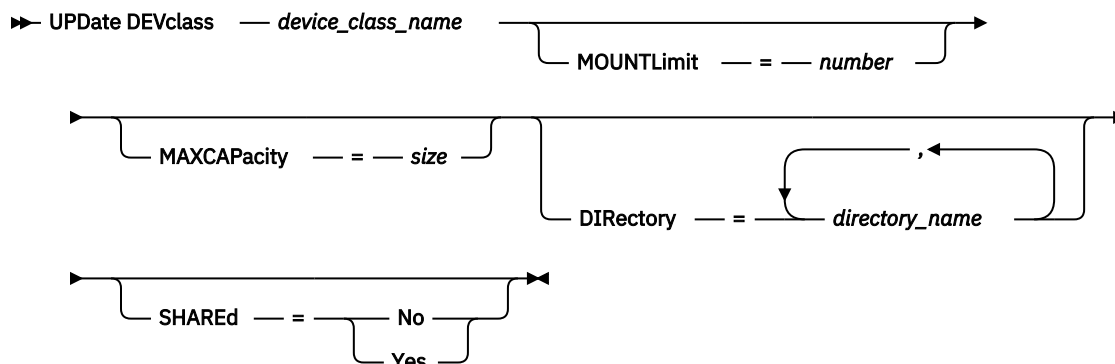 UPDate DEVclass device_class_name
MOUNTLimit = number
MAXCAPacity = size
,
DIRectory = directory_name
SHAREd = No
Yes